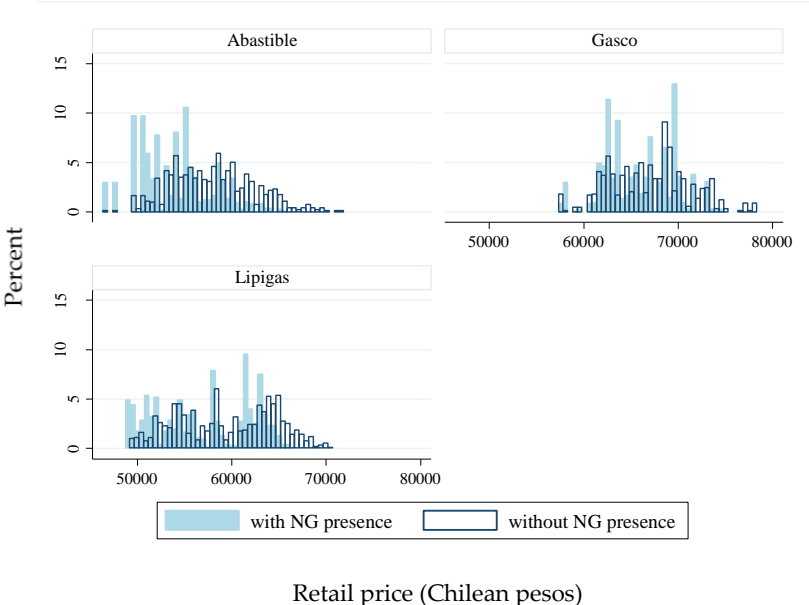 Abastible
Gasco
15
10
5
0
50000 60000 70000 80000
Lipigas
15
10
5
0
50000 60000 70000 80000
Percent
with NG presence without NG presence
Retail price (Chilean pesos)